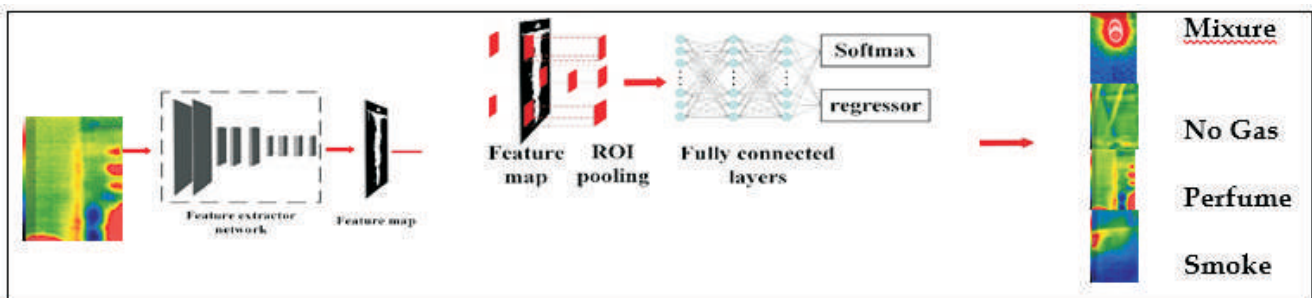 Feature extractor
network
Feature map
Feature
map
ROI
pooling
Fully connected
layers
Softmax
regressor
Mixure
No Gas
Perfume
Smoke